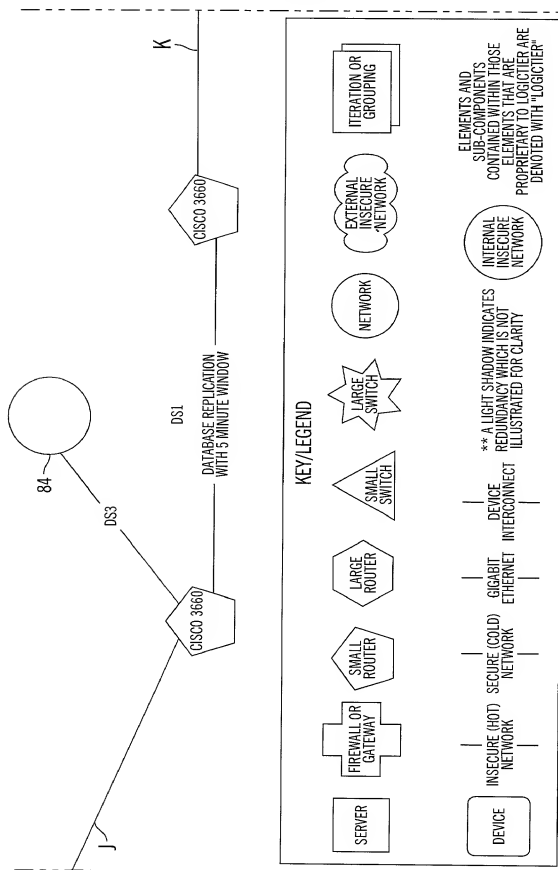 K
CISCO 3660
84
DS3
DS1
DATABASE REPLICATION
WITH 5 MINUTE WINDOW
CISCO 3660
J
KEY/LEGEND
SERVER
FIREWALL OR
GATEWAY
SMALL
ROUTER
LARGE
ROUTER
SMALL
SWITCH
LARGE
SWITCH
NETWORK
EXTERNAL
INSECURE
NETWORK
ITERATION OR
GROUPING
DEVICE
INSECURE (HOT)
NETWORK
SECURE (COLD)
NETWORK
GIGABIT
ETHERNET
DEVICE
INTERCONNECT
** A LIGHT SHADOW INDICATES
REDUNDANCY WHICH IS NOT
ILLUSTRATED FOR CLARITY
INTERNAL
INSECURE
NETWORK
ELEMENTS AND
SUB-COMPONENTS
CONTAINED WITHIN THOSE
ELEMENTS THAT ARE
PROPRIETARY TO LOGICTIER ARE
DENOTED WITH "LOGICTIER"